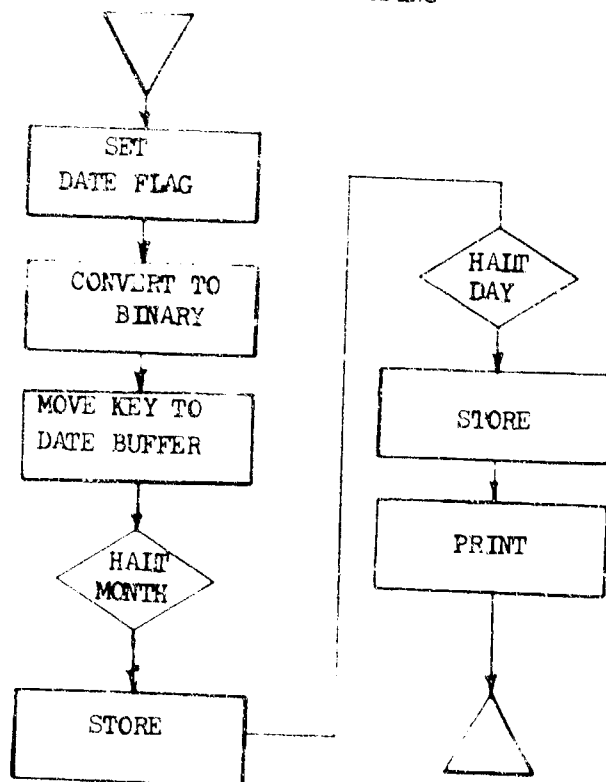 SET
DATE FLAG
CONVERT TO
BINARY
MOVE KEY TO
DATE BUFFER
HALT
MONTH
STORE
HALT
DAY
STORE
PRINT